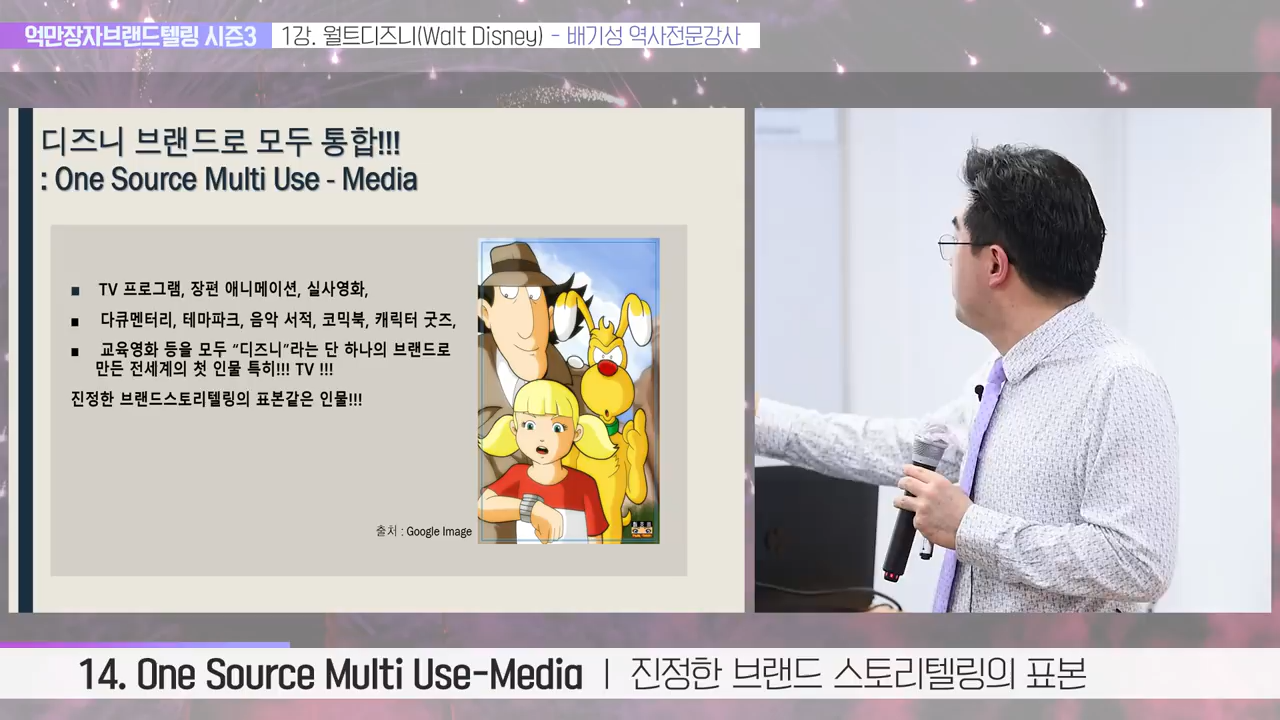 억만장자브랜드텔링 시즌3
1강. 월트디즈니(Walt Disney) - 배기성 역사전문강사
디즈니 브랜드로 모두 통합!!!
: One Source Multi Use - Media
TV 프로그램, 장편 애니메이션, 실사영화,
다큐멘터리, 테마파크, 음악 서적, 코믹북, 캐릭터 굿즈,
교육영화 등을 모두 “디즈니”라는 단 하나의 브랜드로
만든 전세계의 첫 인물 특히!!! TV !!!
진정한 브랜드스토리텔링의 표본같은 인물!!!
출처 : Google Image
14. One Source Multi Use-Media | 진정한 브랜드 스토리텔링의 표본